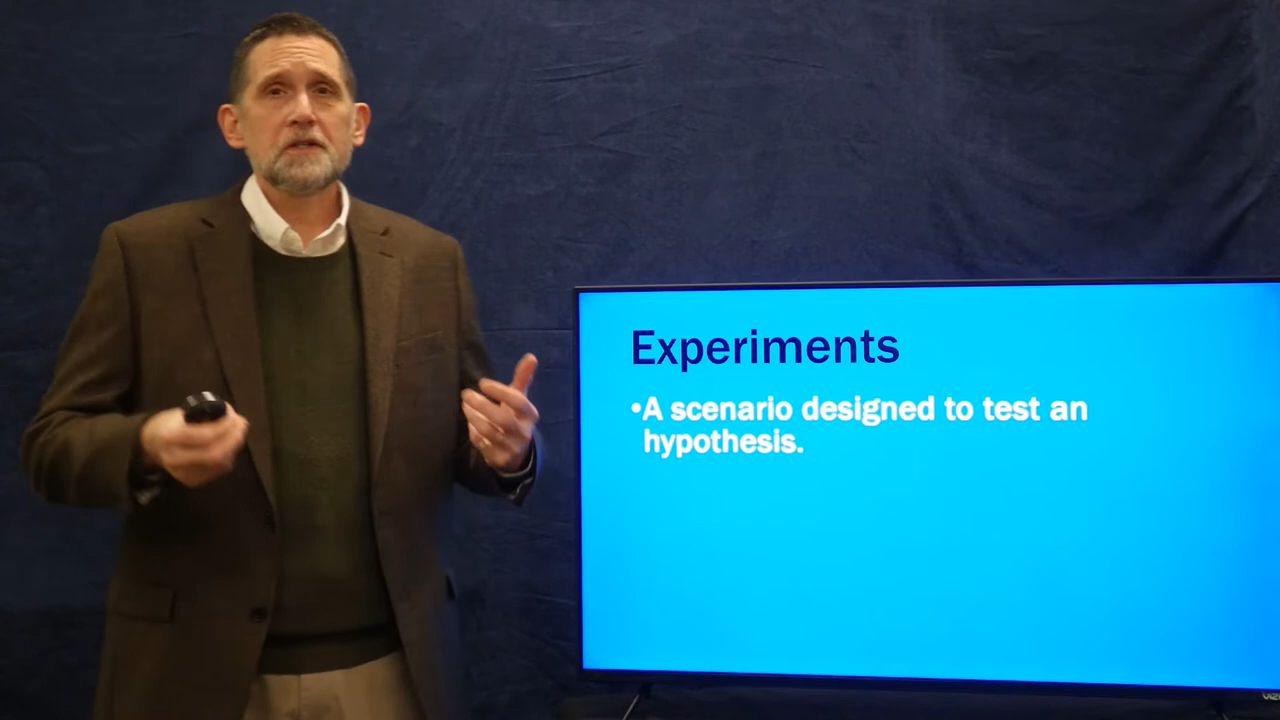 Experiments
•A scenario designed to test an
hypothesis.